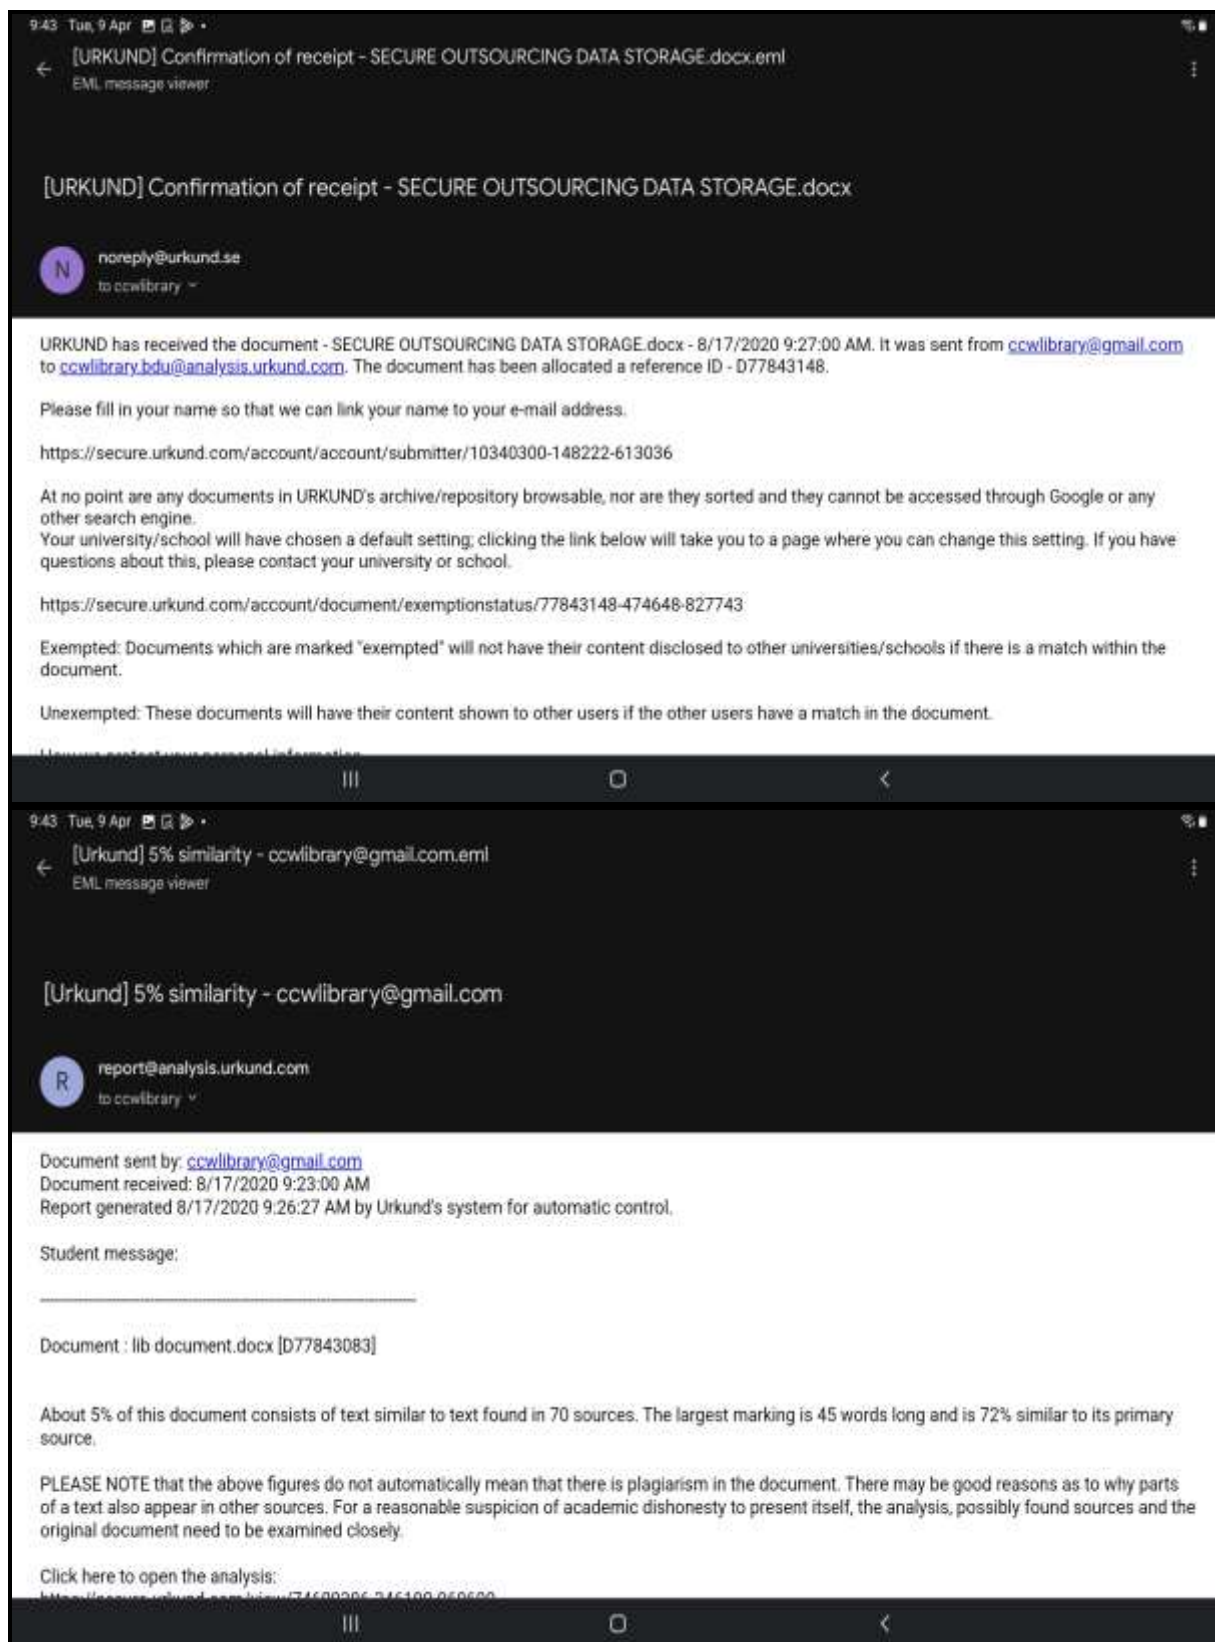 9:43 Tue, 9 Apr
[URKUND] Confirmation of receipt - SECURE OUTSOURCING DATA STORAGE.docx.eml
EML message viewer
[URKUND] Confirmation of receipt - SECURE OUTSOURCING DATA STORAGE.docx
N
noreply@urkund.se
to ccwlibrary
URKUND has received the document - SECURE OUTSOURCING DATA STORAGE.docx - 8/17/2020 9:27:00 AM. It was sent from ccwlibrary@gmail.com
to ccwlibrary.bdu@analysis.urkund.com. The document has been allocated a reference ID - D77843148.
Please fill in your name so that we can link your name to your e-mail address.
https://secure.urkund.com/account/account/submitter/10340300-148222-613036
At no point are any documents in URKUND's archive/repository browsable, nor are they sorted and they cannot be accessed through Google or any
other search engine.
Your university/school will have chosen a default setting; clicking the link below will take you to a page where you can change this setting. If you have
questions about this, please contact your university or school.
https://secure.urkund.com/account/document/exemptionstatus/77843148-474648-827743
Exempted: Documents which are marked "exempted" will not have their content disclosed to other universities/schools if there is a match within the
document.
Unexempted: These documents will have their content shown to other users if the other users have a match in the document.
How we protect your personal information
9:43 Tue, 9 Apr
[Urkund] 5% similarity - ccwlibrary@gmail.com.eml
EML message viewer
[Urkund] 5% similarity - ccwlibrary@gmail.com
R
report@analysis.urkund.com
to ccwlibrary
Document sent by: ccwlibrary@gmail.com
Document received: 8/17/2020 9:23:00 AM
Report generated 8/17/2020 9:26:27 AM by Urkund's system for automatic control.
Student message:
Document : lib document.docx [D77843083]
About 5% of this document consists of text similar to text found in 70 sources. The largest marking is 45 words long and is 72% similar to its primary
source.
PLEASE NOTE that the above figures do not automatically mean that there is plagiarism in the document. There may be good reasons as to why parts
of a text also appear in other sources. For a reasonable suspicion of academic dishonesty to present itself, the analysis, possibly found sources and the
original document need to be examined closely.
Click here to open the analysis: